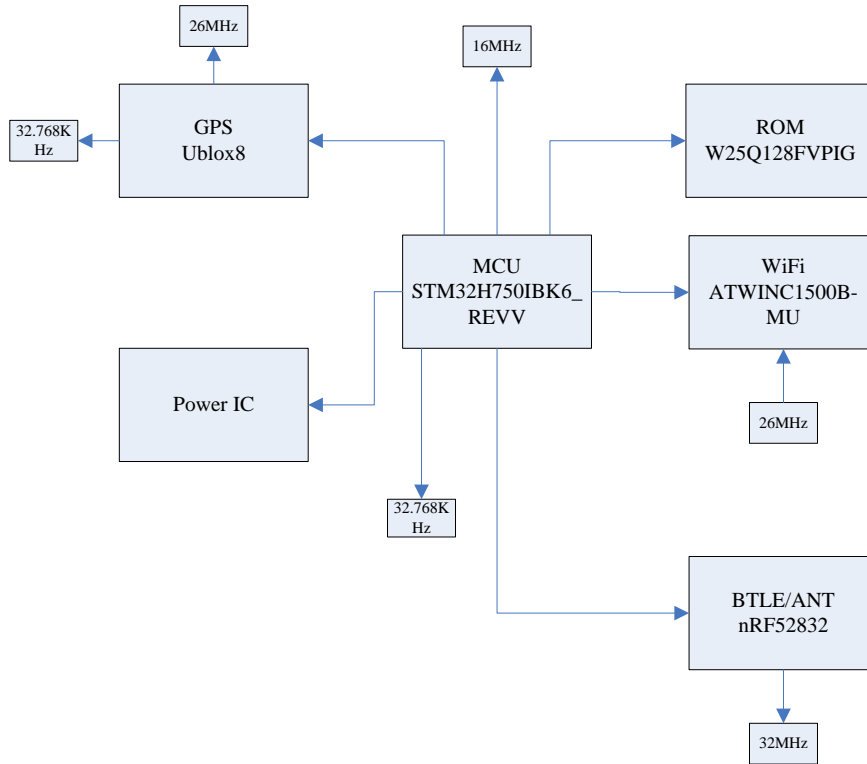 26MHz
16MHz
GPS
Ublox8
32.768K
Hz
ROM
W25Q128FVPIG
MCU
STM32H750IBK6_
REVV
WiFi
ATWINC1500B-
MU
Power IC
26MHz
32.768K
Hz
BTLE/ANT
nRF52832
32MHz